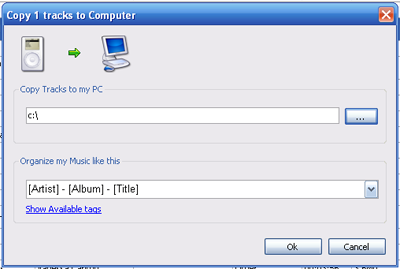 Copy 1 tracks to Computer
Copy Tracks to my PC
c:\
...
Organize my Music like this
[Artist] - [Album] - [Title]
Show Available tags
Ok
Cancel